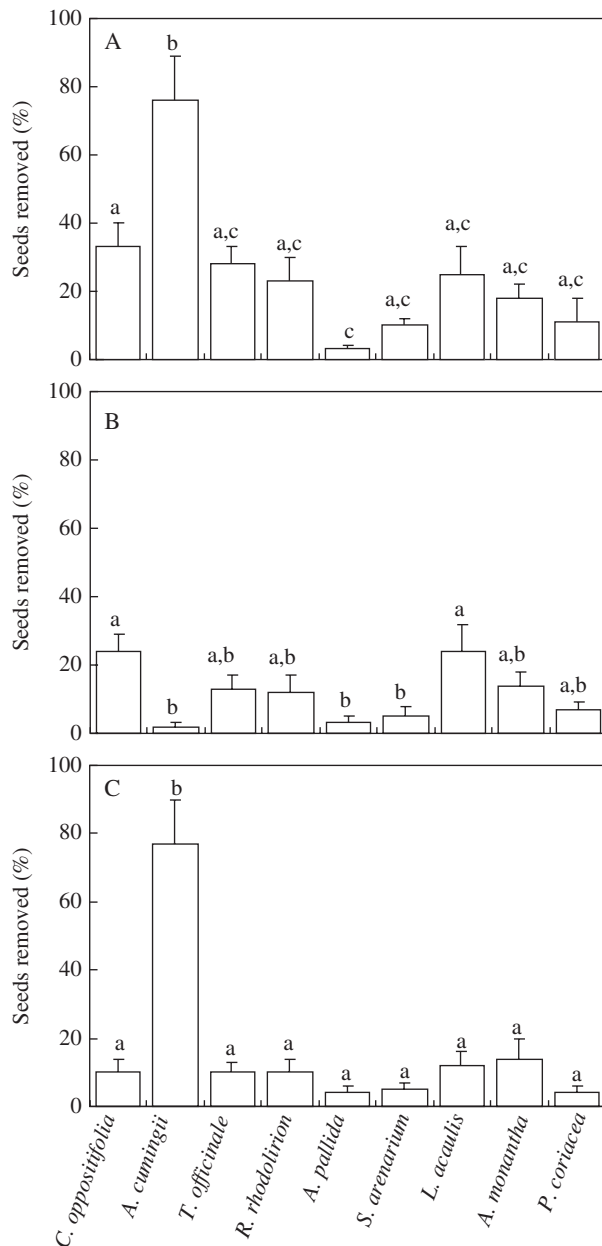 100
A
b
80
Seeds removed (%)
60
40
a
a,c
a,c
a,c
a,c
a,c
a,c
20
c
0
100
B
80
Seeds removed (%)
60
40
a
a
a,b
a,b
a,b
a,b
20
b
b
b
0
100
C
b
80
Seeds removed (%)
60
40
20
a
a
a
a
a
a
a
a
0
C. oppositifolia
A. cumingii
T. officinale
R. rhodolirion
A. pallida
S. arenarium
L. acaulis
A. monantha
P. coriacea